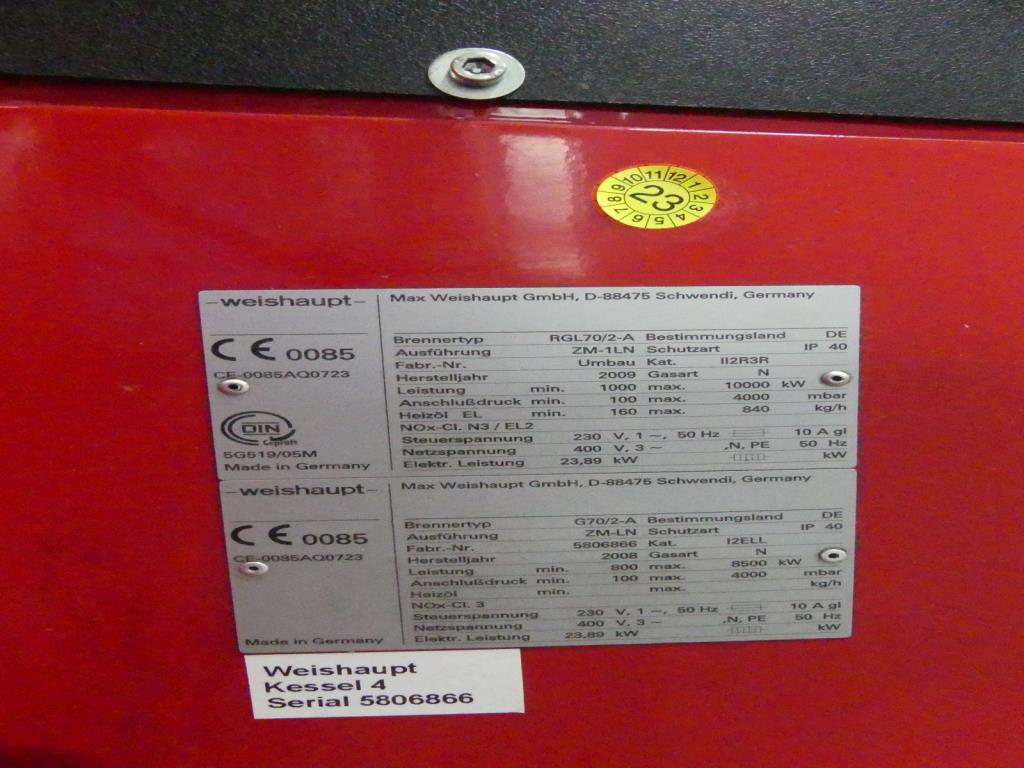 10 11 12 1
9 2
8 23 3
7 6 5 4
-weishaupt-
Max Weishaupt GmbH, D-88475 Schwendi, Germany
CE 0085
CE-0085AQ0723
DIN
Geprüft
5G519/05M
Made in Germany
Brennertyp RGL70/2-A Bestimmungsland DE
Ausführung ZM-1LN Schutzart IP 40
Fabr.-Nr. Umbau Kat. II2R3R
Herstelljahr 2009 Gasart N
Leistung min. 1000 max. 10000 kW
Anschlußdruck min. 100 max. 4000 mbar
Heizöl EL min. 160 max. 840 kg/h
NOx-Cl. N3 / EL2
Steuerspannung 230 V, 1 ~, 50 Hz 10 A gl
Netzspannung 400 V, 3 ~ ,N, PE 50 Hz
Elektr. Leistung 23,89 kW kW
-weishaupt-
Max Weishaupt GmbH, D-88475 Schwendi, Germany
CE 0085
CE-0085AQ0723
Made in Germany
Brennertyp G70/2-A Bestimmungsland DE
Ausführung ZM-LN Schutzart IP 40
Fabr.-Nr. 5806866 Kat. I2ELL
Herstelljahr 2008 Gasart N
Leistung min. 800 max. 8500 kW
Anschlußdruck min. 100 max. 4000 mbar
Heizöl min. max. kg/h
NOx-Cl. 3
Steuerspannung 230 V, 1 ~, 50 Hz 10 A gl
Netzspannung 400 V, 3 ~ ,N, PE 50 Hz
Elektr. Leistung 23,89 kW kW
Weishaupt
Kessel 4
Serial 5806866